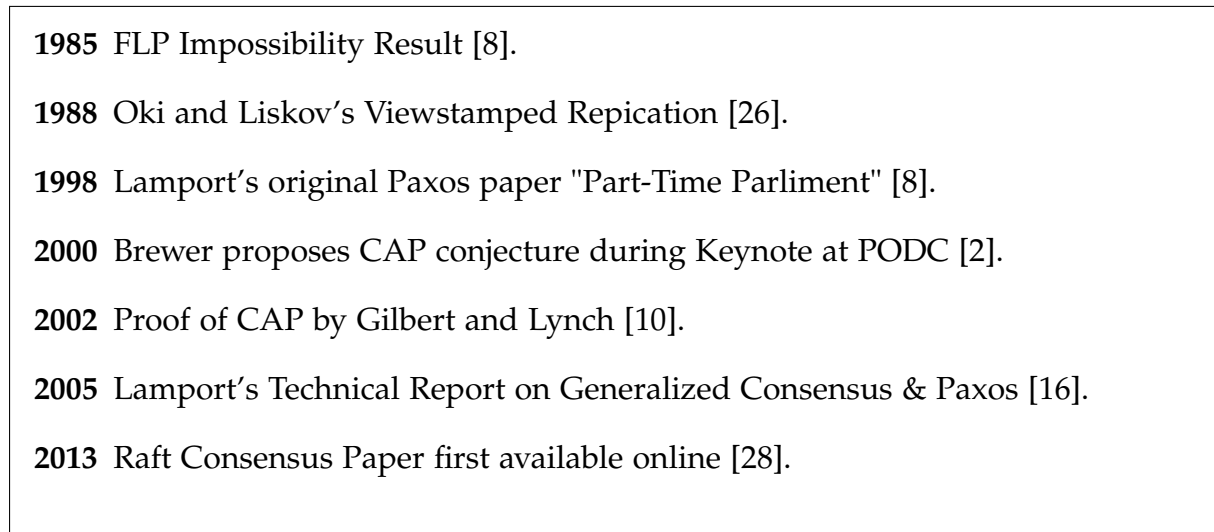 1985 FLP Impossibility Result [8].
1988 Oki and Liskov’s Viewstamped Repication [26].
1998 Lamport’s original Paxos paper "Part-Time Parliment" [8].
2000 Brewer proposes CAP conjecture during Keynote at PODC [2].
2002 Proof of CAP by Gilbert and Lynch [10].
2005 Lamport’s Technical Report on Generalized Consensus & Paxos [16].
2013 Raft Consensus Paper first available online [28].